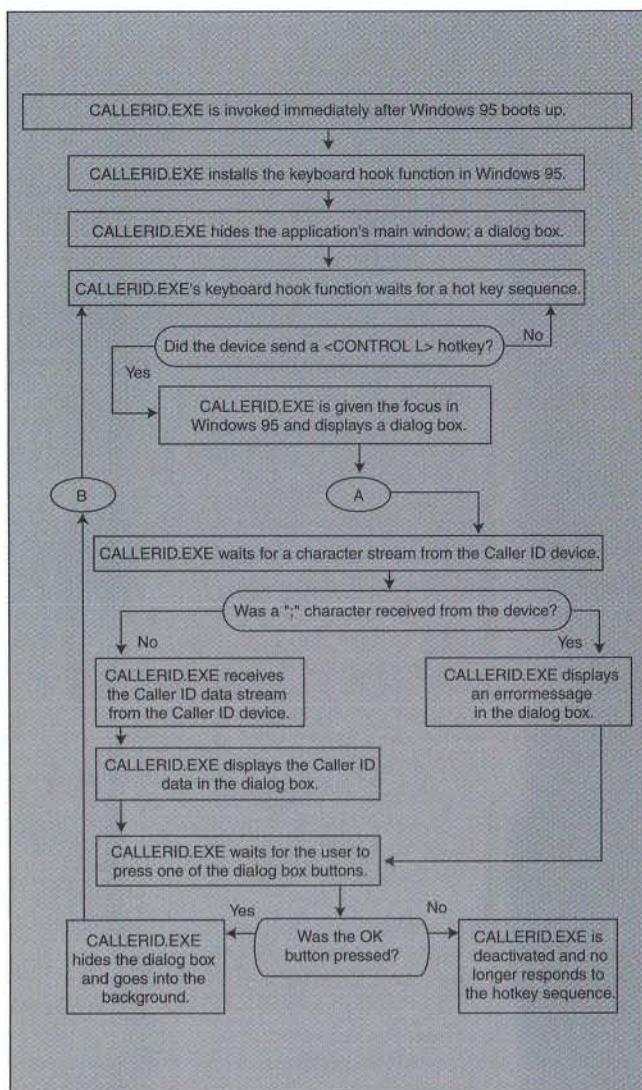 CALLERID.EXE is invoked immediately after Windows 95 boots up.
CALLERID.EXE installs the keyboard hook function in Windows 95.
CALLERID.EXE hides the application's main window; a dialog box.
CALLERID.EXE's keyboard hook function waits for a hot key sequence.
Did the device send a <CONTROL L> hotkey?
No
Yes
CALLERID.EXE is given the focus in
Windows 95 and displays a dialog box.
B
A
CALLERID.EXE waits for a character stream from the Caller ID device.
Was a ";" character received from the device?
No
Yes
CALLERID.EXE receives
the Caller ID data stream
from the Caller ID device.
CALLERID.EXE displays
an errormessage
in the dialog box.
CALLERID.EXE displays the Caller ID
data in the dialog box.
CALLERID.EXE waits for the user to
press one of the dialog box buttons.
Yes
No
CALLERID.EXE
hides the dialog box
and goes into the
background.
Was the OK
button pressed?
CALLERID.EXE is
deactivated and no
longer responds to
the hotkey sequence.